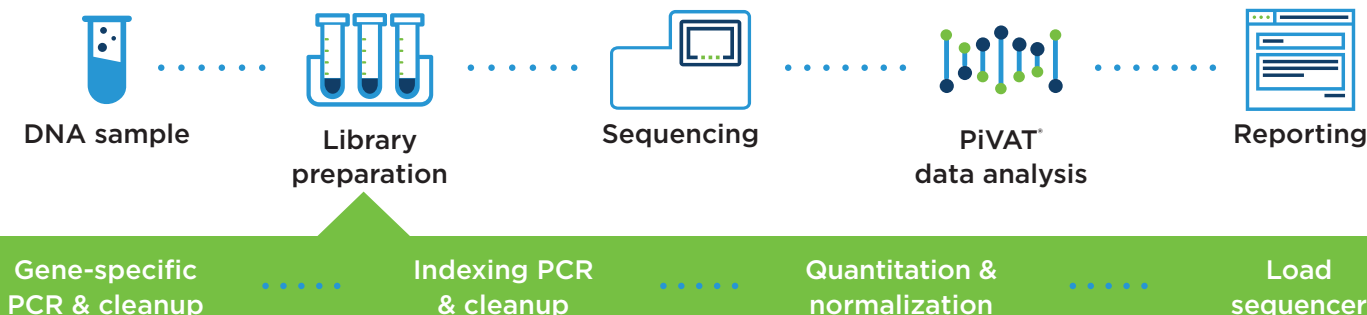 DNA sample
Library
preparation
Sequencing
PiVAT®
data analysis
Reporting
Gene-specific
PCR & cleanup
Indexing PCR
& cleanup
Quantitation &
normalization
Load
sequencer